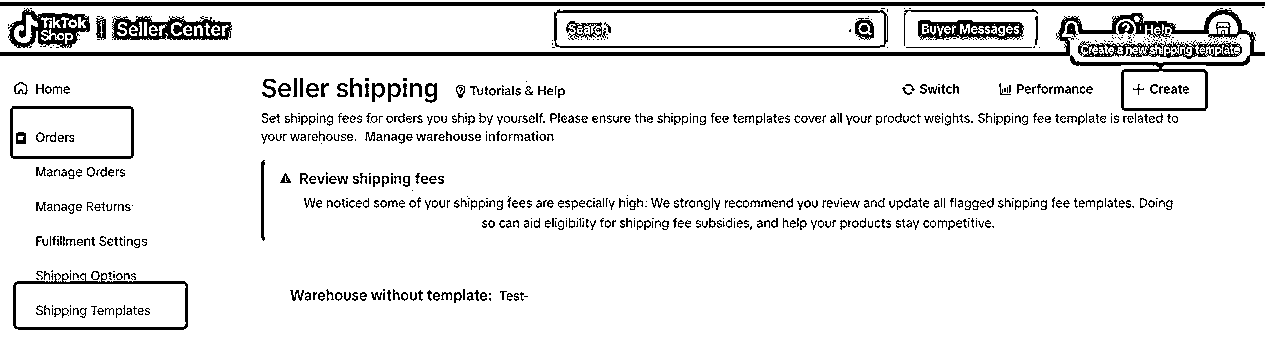 TikTok Shop | Seller Center
Search
Buyer Messages
Help
Create a new shipping template
Home
Orders
Manage Orders
Manage Returns
Fulfillment Settings
Shipping Options
Shipping Templates
Seller shipping
Tutorials & Help
Switch
Performance
+ Create
Set shipping fees for orders you ship by yourself. Please ensure the shipping fee templates cover all your product weights. Shipping fee template is related to
your warehouse. Manage warehouse information
Review shipping fees
We noticed some of your shipping fees are especially high. We strongly recommend you review and update all flagged shipping fee templates. Doing
so can aid eligibility for shipping fee subsidies, and help your products stay competitive.
Warehouse without template: Test-